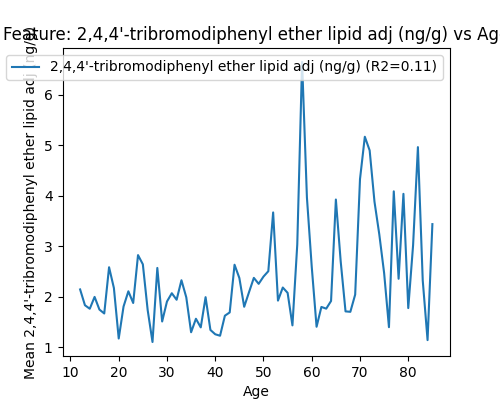 Feature: 2,4,4'-tribromodiphenyl ether lipid adj (ng/g) vs Ag
2,4,4'-tribromodiphenyl ether lipid adj (ng/g) (R2=0.11)
Mean 2,4,4'-tribromodiphenyl ether lipid adj (ng/g)
6
5
4
3
2
1
10 20 30 40 50 60 70 80
Age